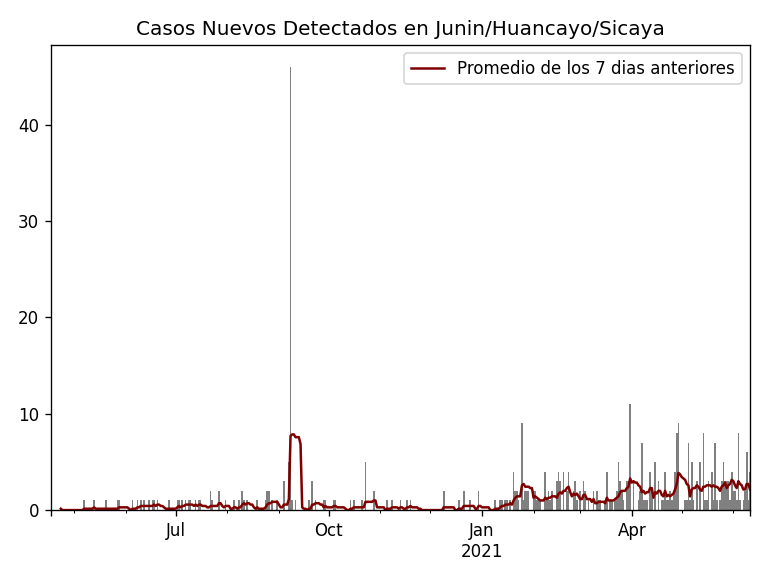 Casos Nuevos Detectados en Junin/Huancayo/Sicaya
Promedio de los 7 dias anteriores
40
30
20
10
0
Jul
Oct
Jan
2021
Apr